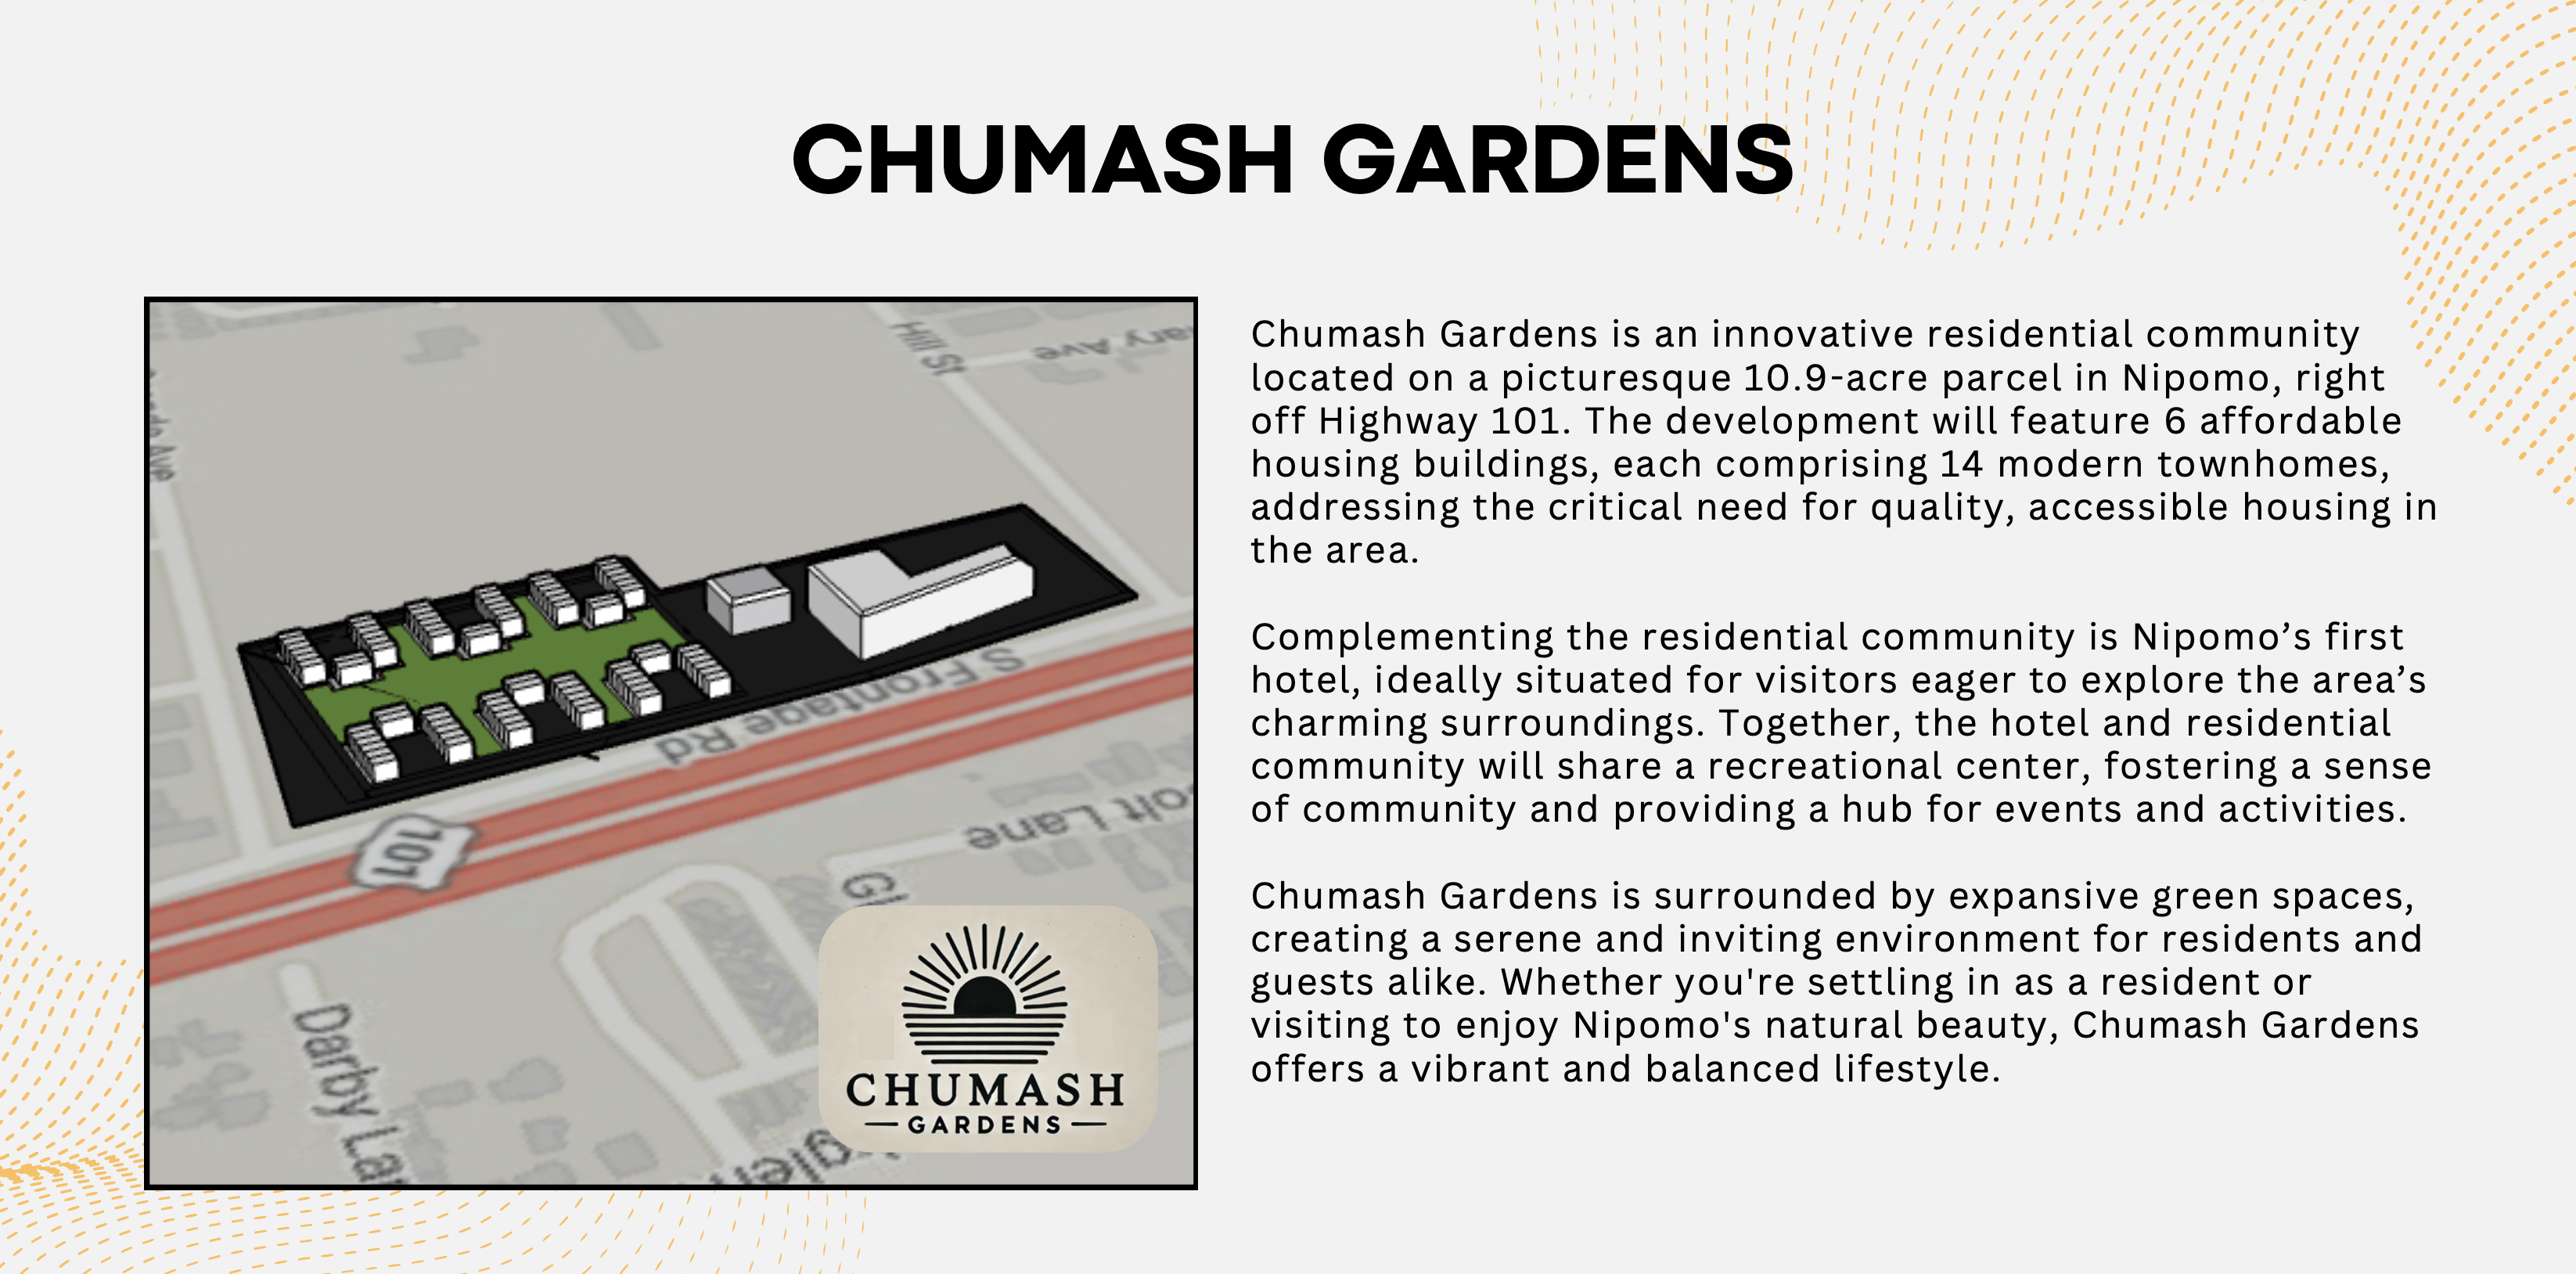 CHUMASH GARDENS
Hill St
ary Ave
S Frontage Rd
101
olt Lane
Gl
Darby La
CHUMASH
GARDENS
Chumash Gardens is an innovative residential community
located on a picturesque 10.9-acre parcel in Nipomo, right
off Highway 101. The development will feature 6 affordable
housing buildings, each comprising 14 modern townhomes,
addressing the critical need for quality, accessible housing in
the area.
Complementing the residential community is Nipomo’s first
hotel, ideally situated for visitors eager to explore the area’s
charming surroundings. Together, the hotel and residential
community will share a recreational center, fostering a sense
of community and providing a hub for events and activities.
Chumash Gardens is surrounded by expansive green spaces,
creating a serene and inviting environment for residents and
guests alike. Whether you're settling in as a resident or
visiting to enjoy Nipomo's natural beauty, Chumash Gardens
offers a vibrant and balanced lifestyle.